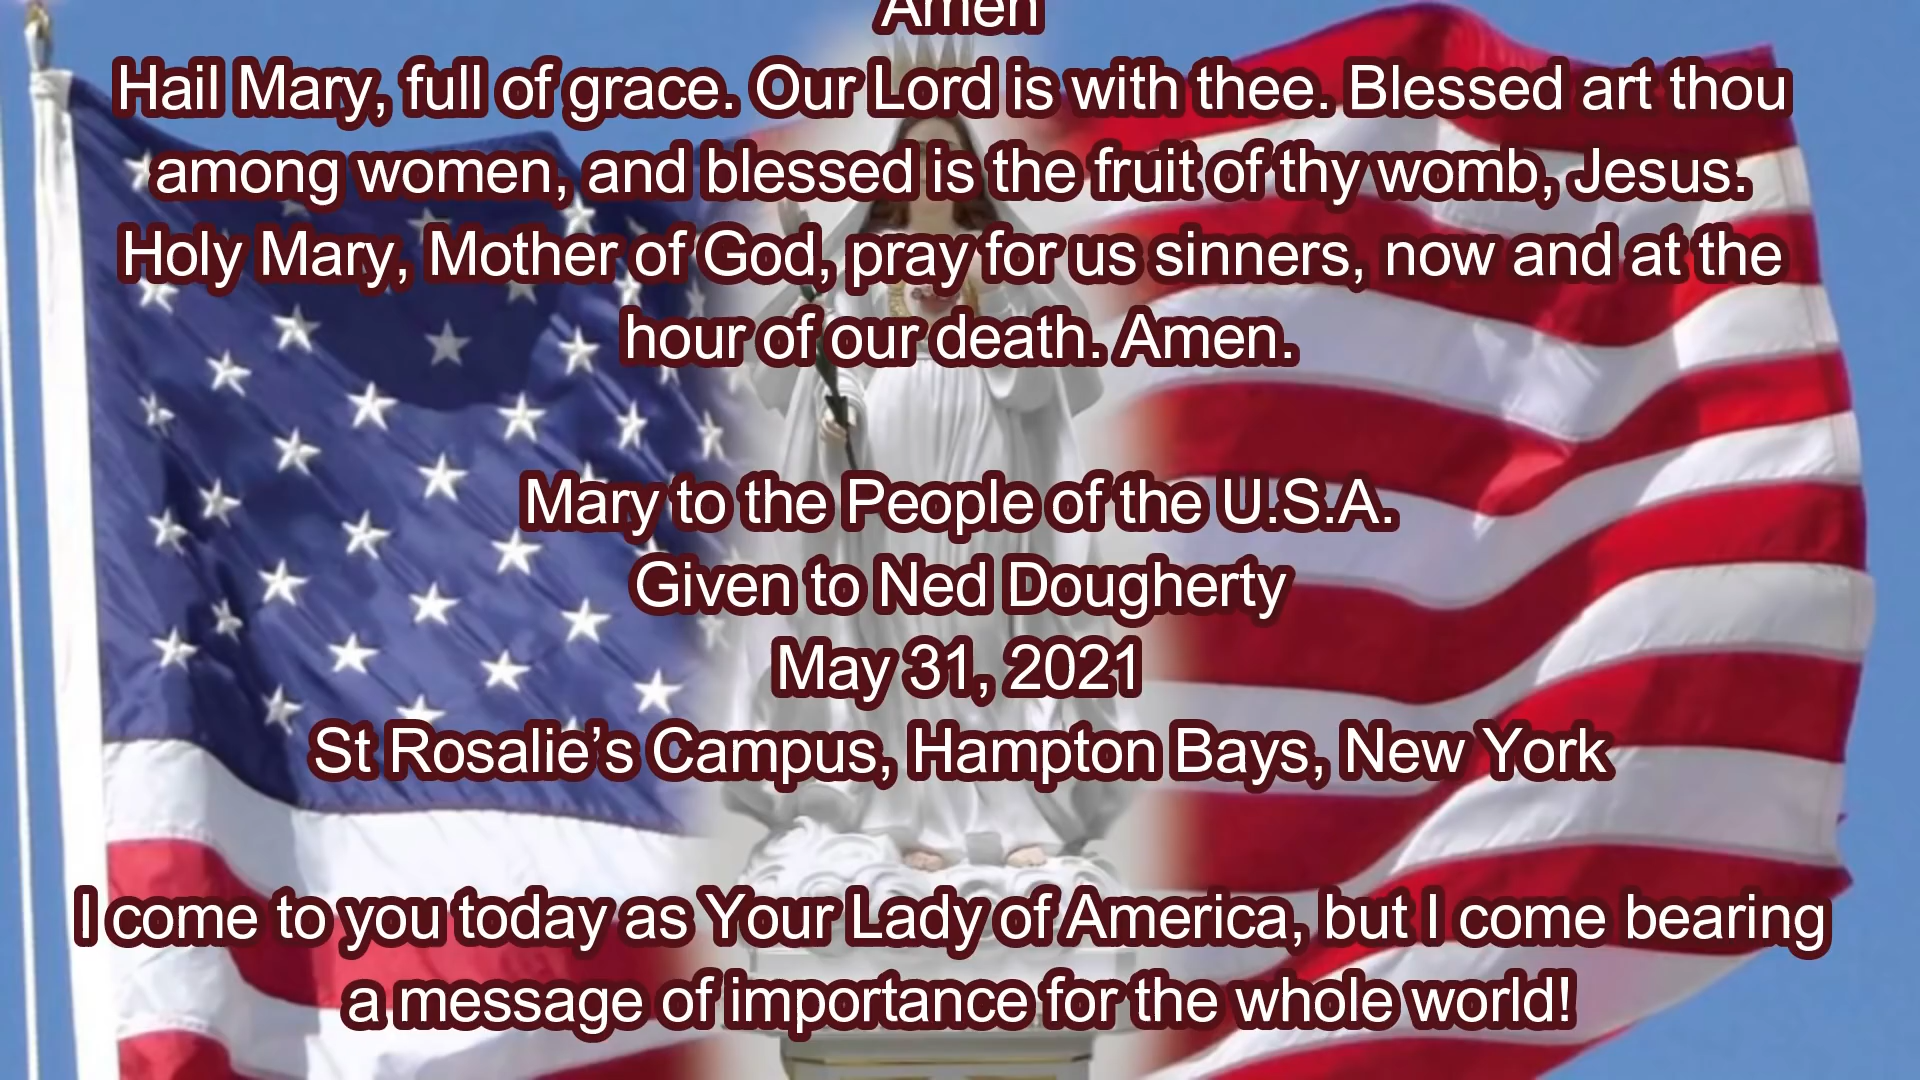 Amen
Hail Mary, full of grace. Our Lord is with thee. Blessed art thou
among women, and blessed is the fruit of thy womb, Jesus.
Holy Mary, Mother of God, pray for us sinners, now and at the
hour of our death. Amen.
Mary to the People of the U.S.A.
Given to Ned Dougherty
May 31, 2021
St Rosalie’s Campus, Hampton Bays, New York
I come to you today as Your Lady of America, but I come bearing
a message of importance for the whole world!